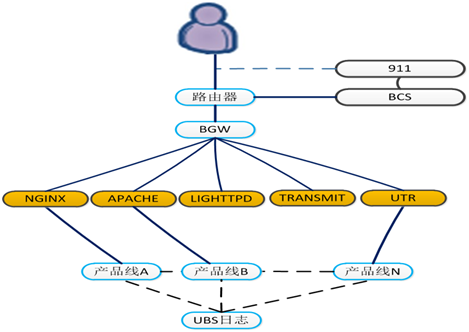 911
路由器
BCS
BGW
NGINX
APACHE
LIGHTTPD
TRANSMIT
UTR
产品线A
产品线B
产品线N
UBS日志